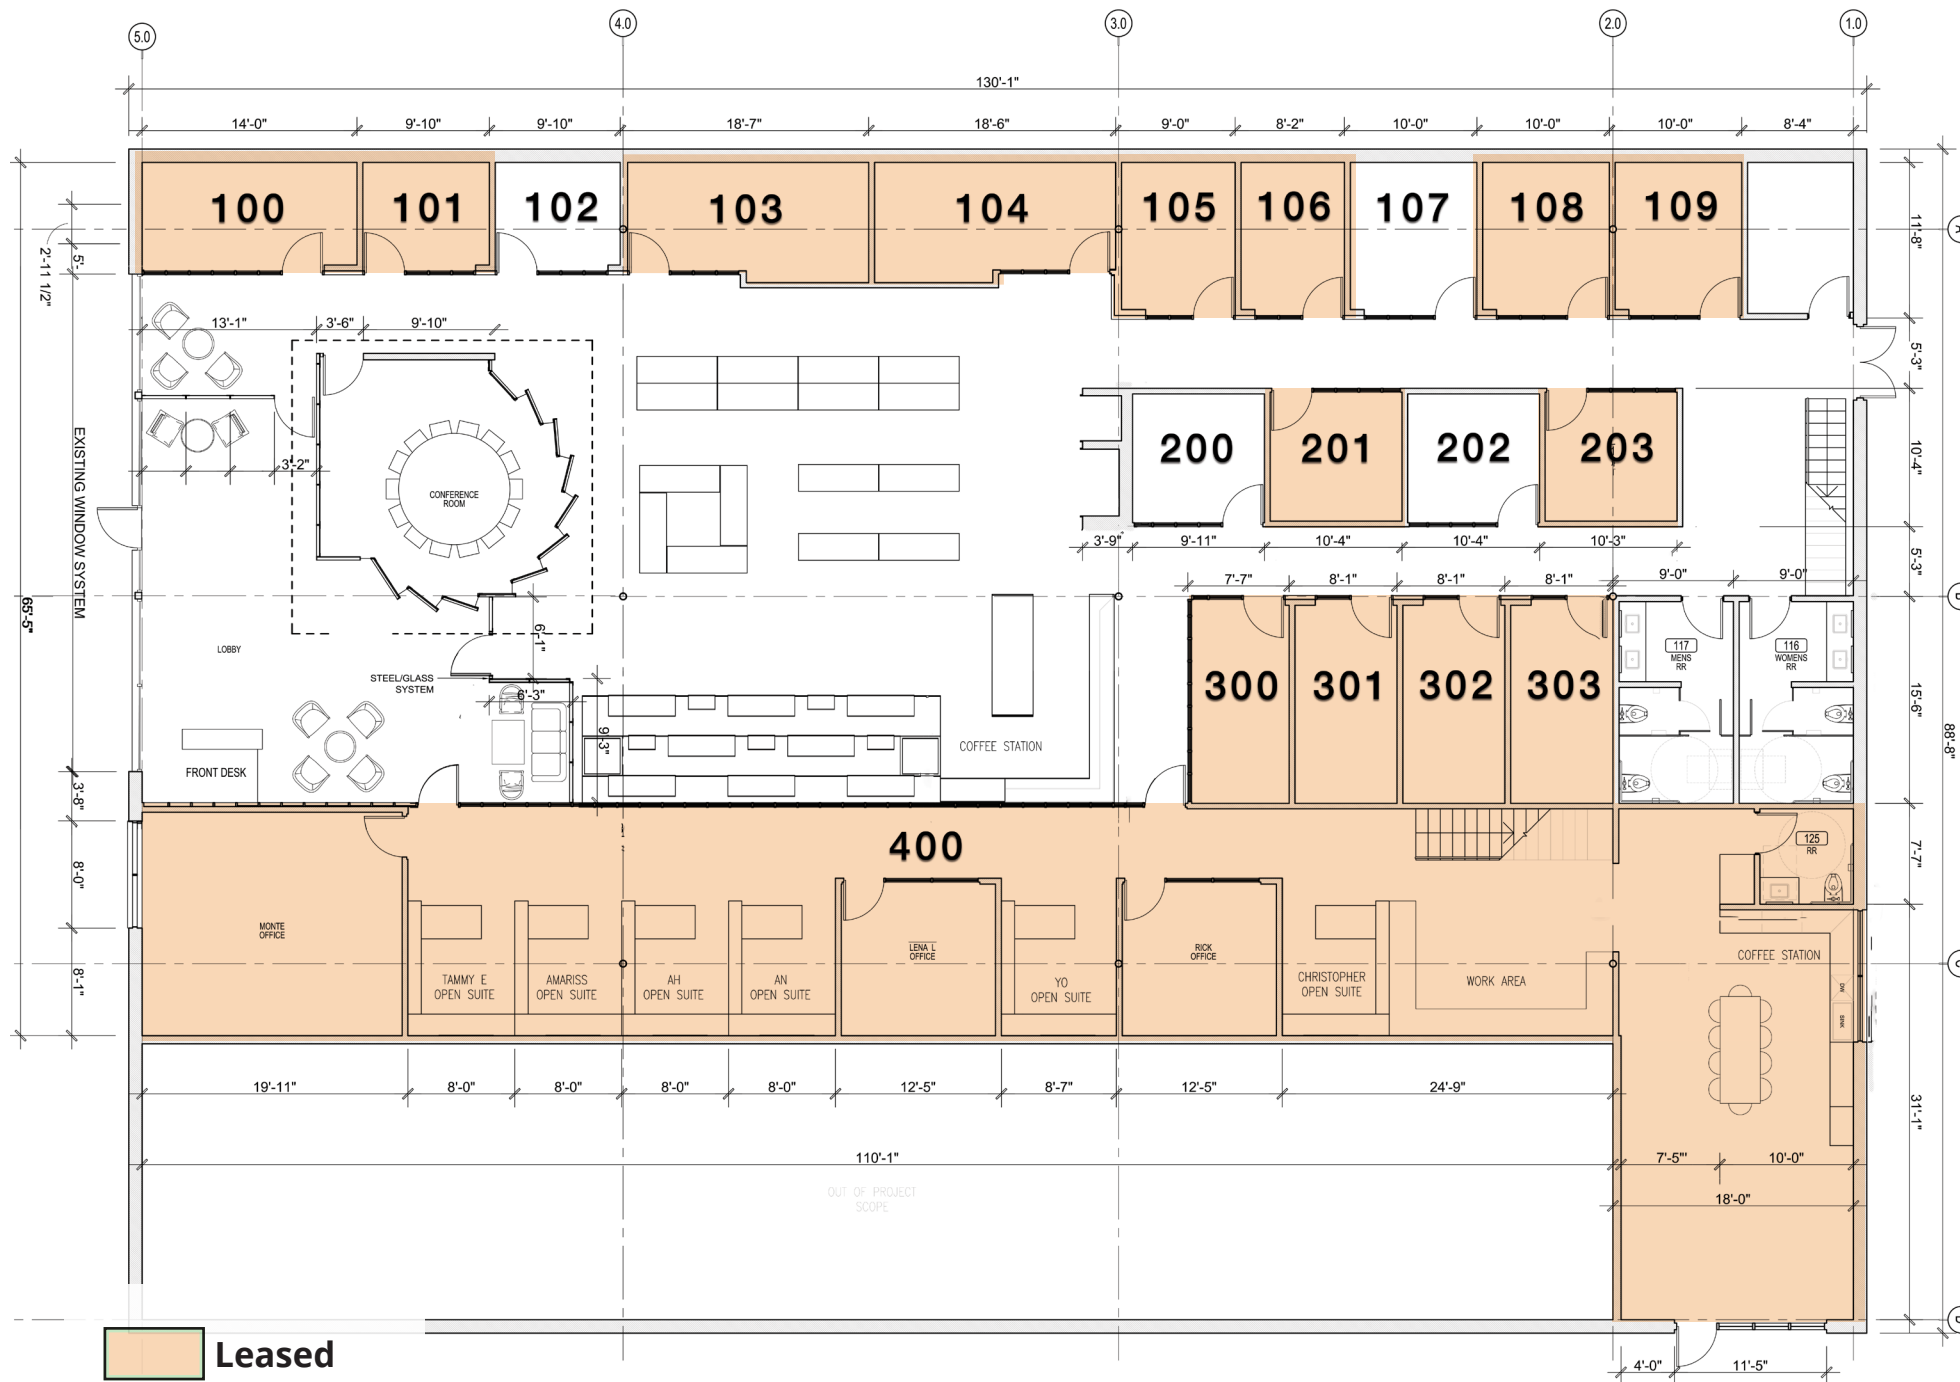 5.0
4.0
3.0
2.0
1.0
130'-1"
14'-0"
9'-10"
9'-10"
18'-7"
18'-6"
9'-0"
8'-2"
10'-0"
10'-0"
10'-0"
8'-4"
100
101
102
103
104
105
106
107
108
109
11'-8"
5'-
2'-11 1/2"
13'-1"
3'-6"
9'-10"
5'-3"
EXISTING WINDOW SYSTEM
3'-2"
CONFERENCE
ROOM
200
201
202
203
10'-4"
3'-9"
9'-11"
10'-4"
10'-4"
10'-3"
5'-3"
7'-7"
8'-1"
8'-1"
8'-1"
9'-0"
9'-0"
65'-5"
6'-1"
LOBBY
STEEL/GLASS
SYSTEM
6'-3"
9'-3"
COFFEE STATION
FRONT DESK
300
301
302
303
117
MENS
RR
116
WOMENS
RR
15'-6"
88'-8"
3'-8"
8'-0"
8'-1"
400
125
RR
7'-7"
MONTE
OFFICE
TAMMY E
OPEN SUITE
AMARISS
OPEN SUITE
AH
OPEN SUITE
AN
OPEN SUITE
LENA L
OFFICE
YO
OPEN SUITE
RICK
OFFICE
CHRISTOPHER
OPEN SUITE
WORK AREA
COFFEE STATION
DW
SINK
19'-11"
8'-0"
8'-0"
8'-0"
8'-0"
12'-5"
8'-7"
12'-5"
24'-9"
31'-1"
110'-1"
7'-5"'
10'-0"
OUT OF PROJECT
SCOPE
18'-0"
Leased
4'-0"
11'-5"